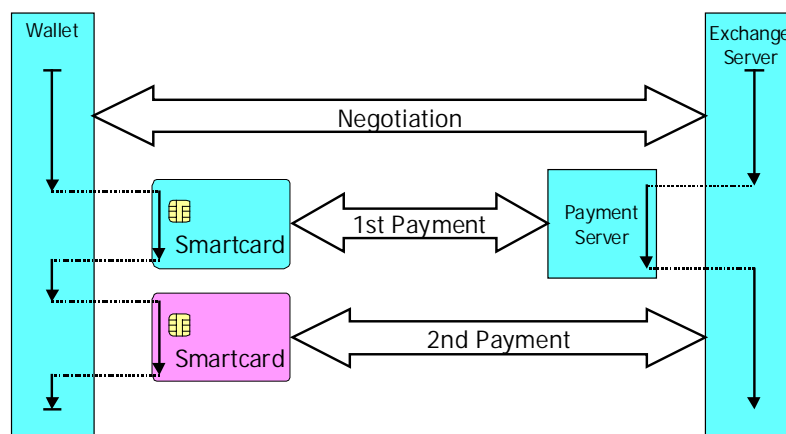 Wallet
Exchange
Server
Negotiation
1st Payment
Payment
Server
Smartcard
2nd Payment
Smartcard